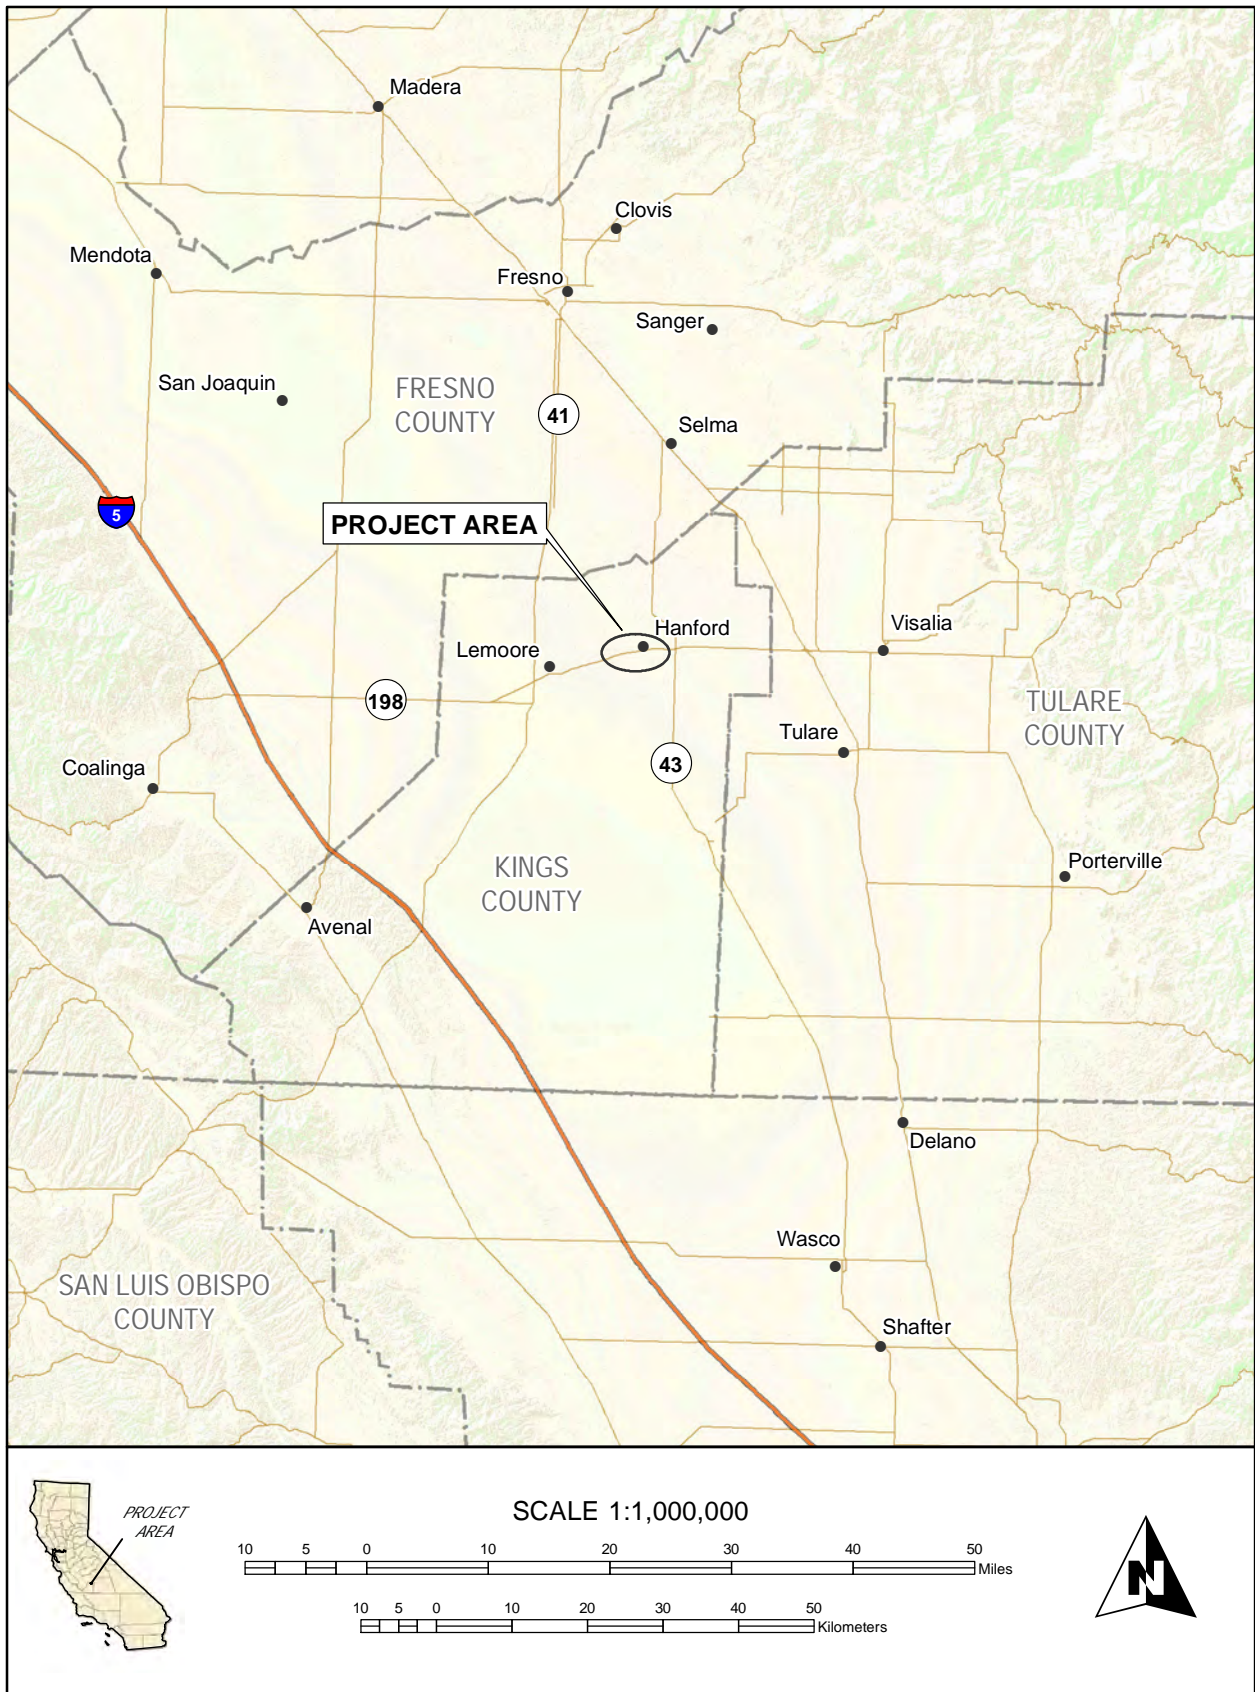 Madera
Clovis
Mendota
Fresno
Sanger
San Joaquin
FRESNO
COUNTY
41
Selma
5
PROJECT AREA
Hanford
Lemoore
Visalia
198
TULARE
COUNTY
Tulare
43
Coalinga
KINGS
COUNTY
Porterville
Avenal
Delano
Wasco
SAN LUIS OBISPO
COUNTY
Shafter
PROJECT
AREA
SCALE 1:1,000,000
10 5 0 10 20 30 40 50
Miles
10 5 0 10 20 30 40 50
Kilometers
N